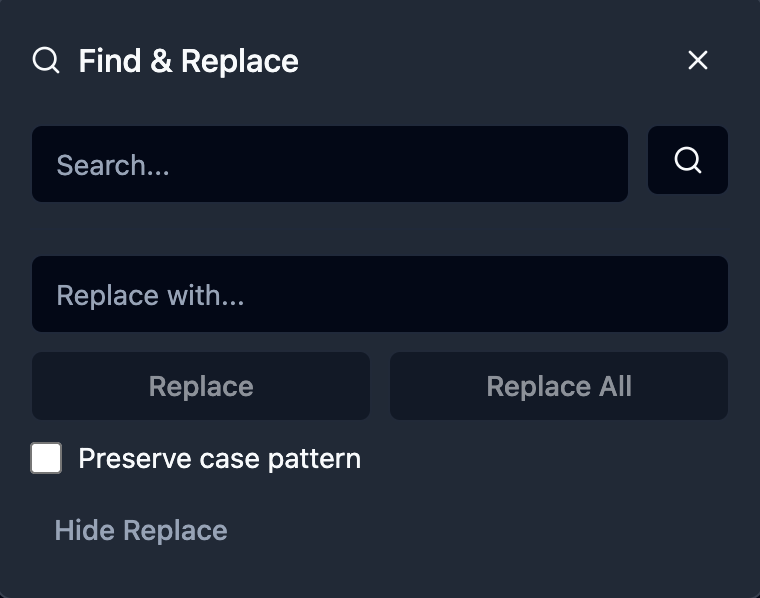 Find & Replace
Search...
Replace with...
Replace
Replace All
Preserve case pattern
Hide Replace